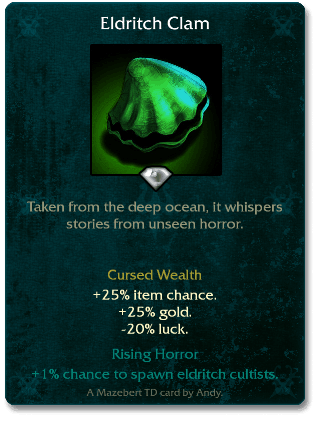 Eldritch Clam
Taken from the deep ocean, it whispers
stories from unseen horror.
Cursed Wealth
+25% item chance.
+25% gold.
-20% luck.
Rising Horror
+1% chance to spawn eldritch cultists.
A Mazebert TD card by Andy.